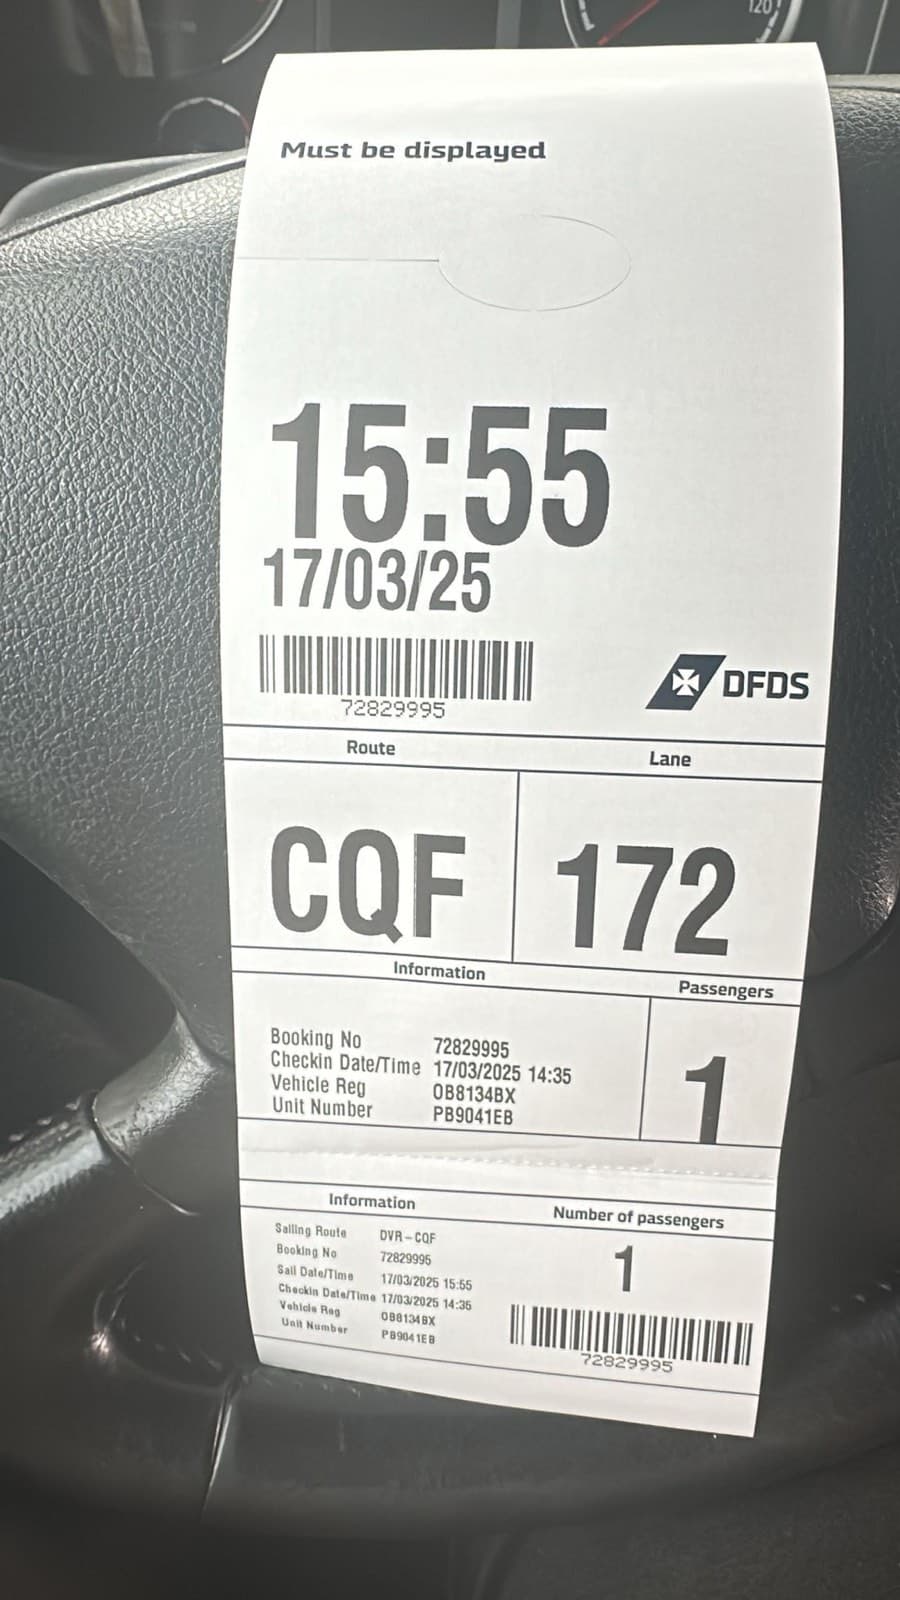 120
Must be displayed
15:55
17/03/25
72829995
DFDS
Route Lane
CQF 172
Information Passengers
Booking No 72829995
Checkin Date/Time 17/03/2025 14:35
Vehicle Reg OB8134BX
Unit Number PB9041EB
1
Information Number of passengers
Sailing Route DVR-CQF
Booking No 72829995
Sail Date/Time 17/03/2025 15:55
Checkin Date/Time 17/03/2025 14:35
Vehicle Reg OB8134BX
Unit Number PB9041EB
1
72829995